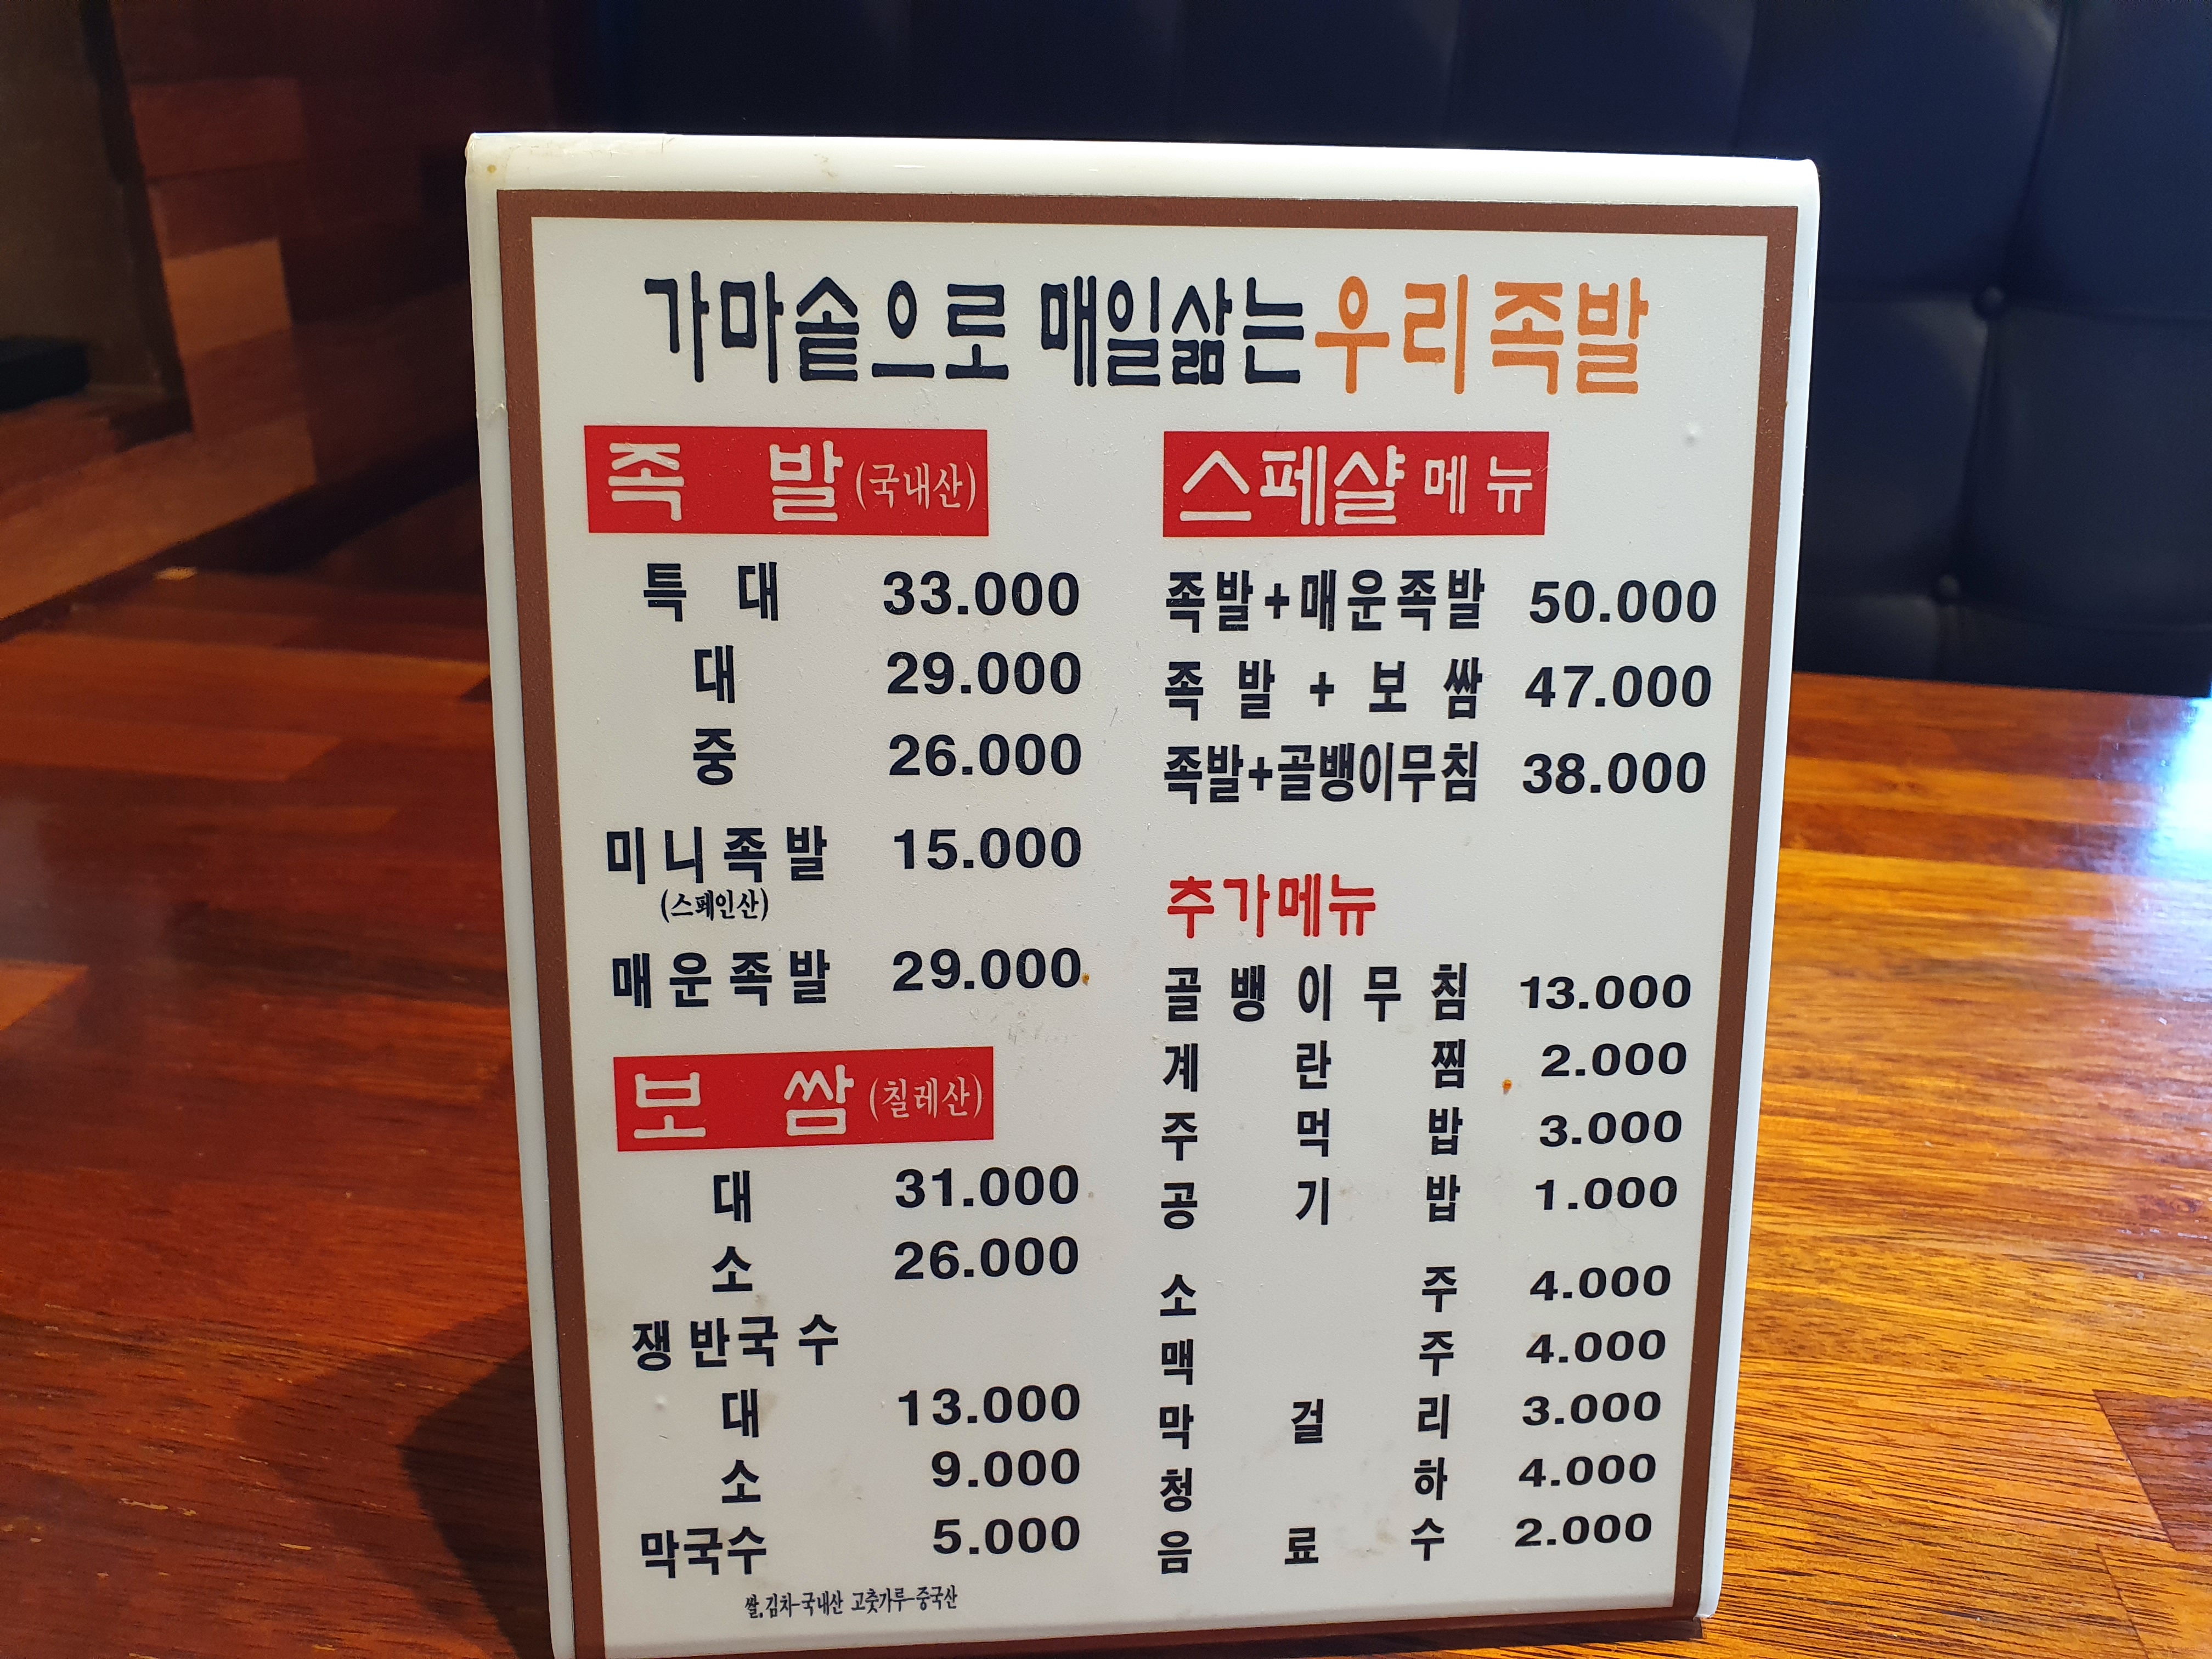 가마솥으로 매일삶는우리족발
족 발 (국내산)
특 대 33.000
대 29.000
중 26.000
미니족발 15.000
(스페인산)
매운족발 29.000
보 쌈 (칠레산)
대 31.000
소 26.000
쟁반국수
대 13.000
소 9.000
막국수 5.000
쌀.김차-국내산 고춧가루-중국산
스페샬 메뉴
족발+매운족발 50.000
족발+보쌈 47.000
족발+골뱅이무침 38.000
추가메뉴
골뱅이무침 13.000
계란찜 2.000
주먹밥 3.000
공기밥 1.000
소주 4.000
맥주 4.000
막걸리 3.000
청하 4.000
음료수 2.000